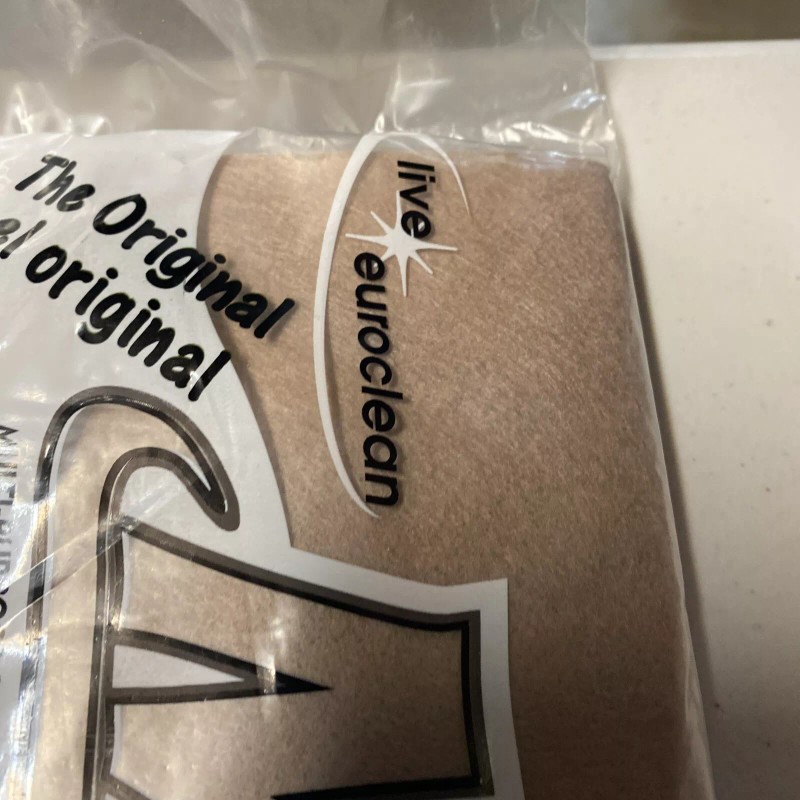 The Original
original
live
euroclean